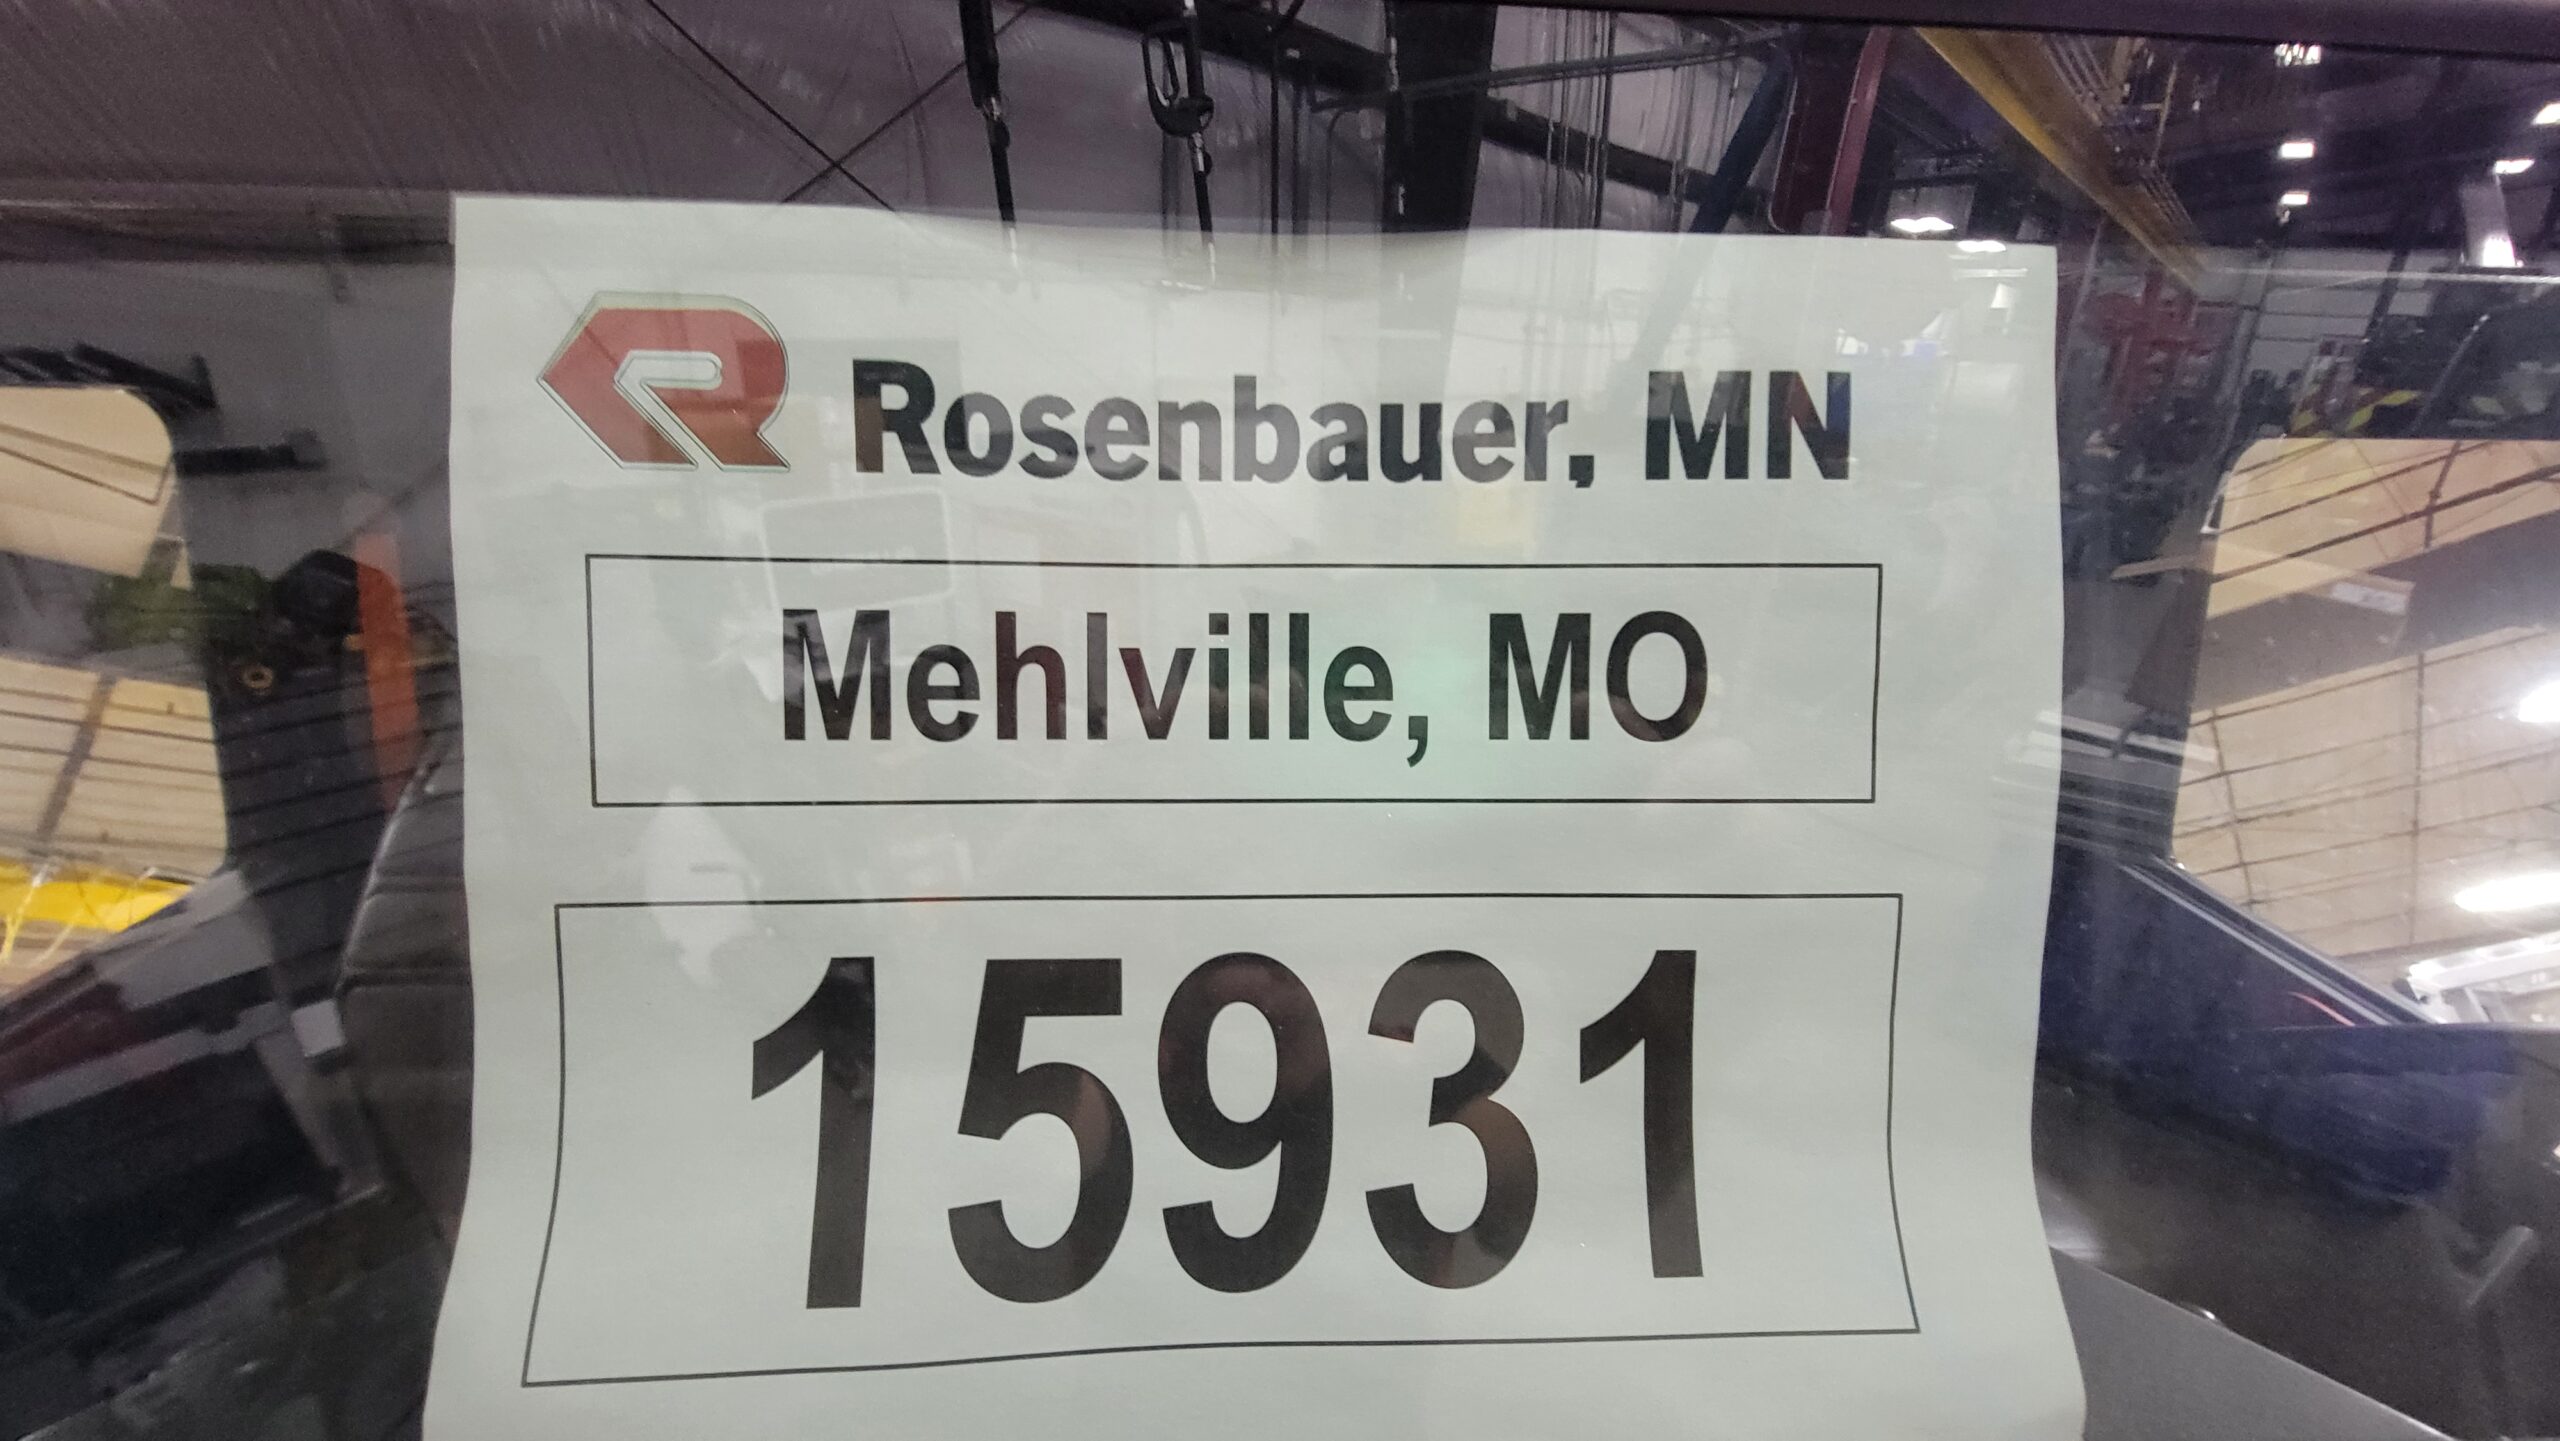 R Rosenbauer, MN
Mehlville, MO
15931